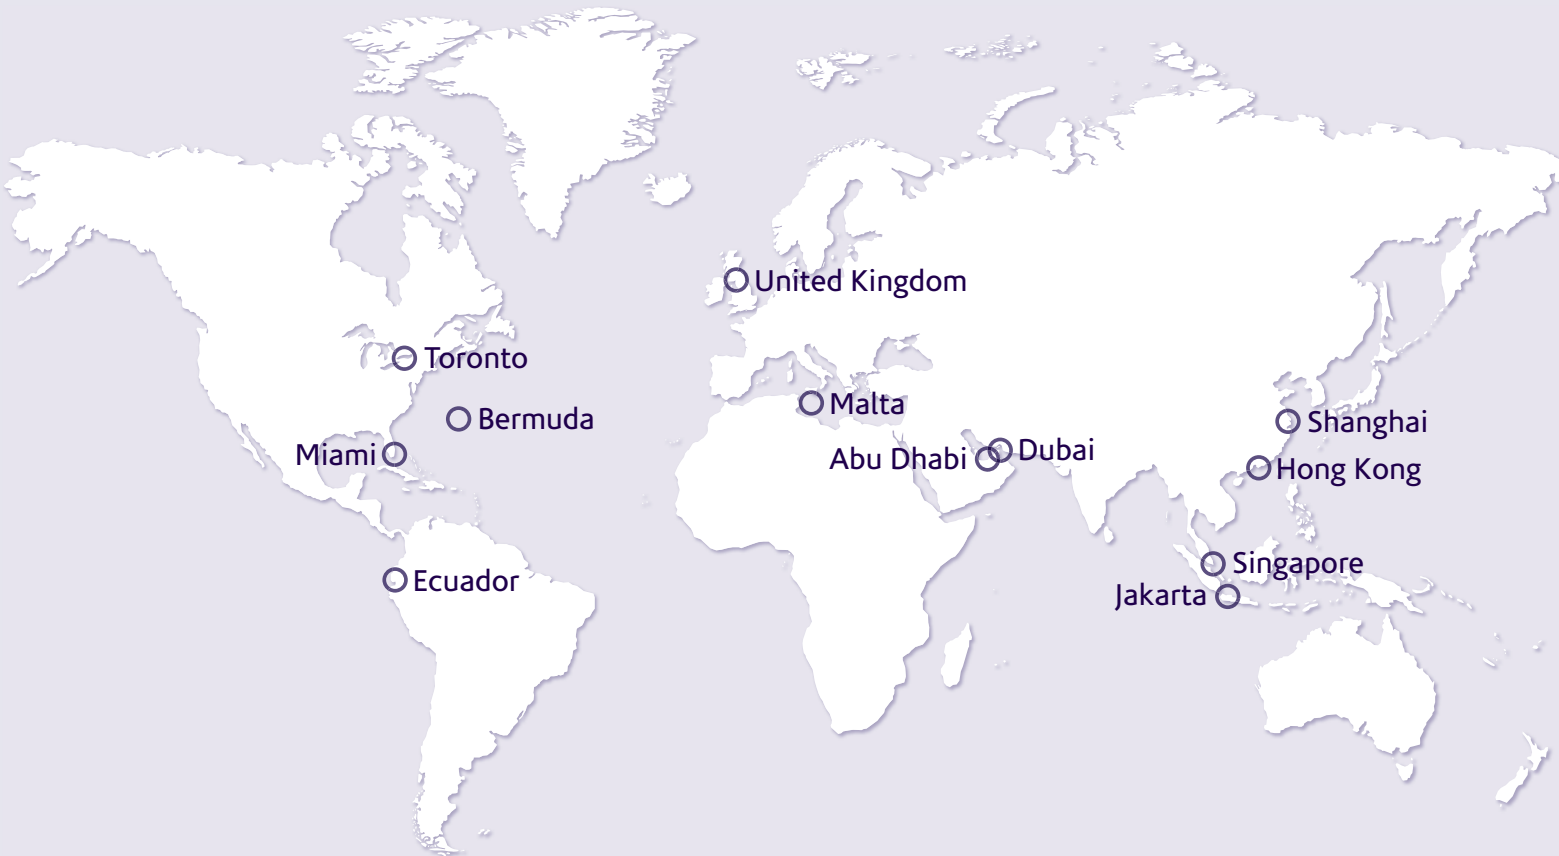 United Kingdom
Toronto
Malta
Bermuda
Shanghai
Miami
Dubai
Abu Dhabi
Hong Kong
Singapore
Ecuador
Jakarta